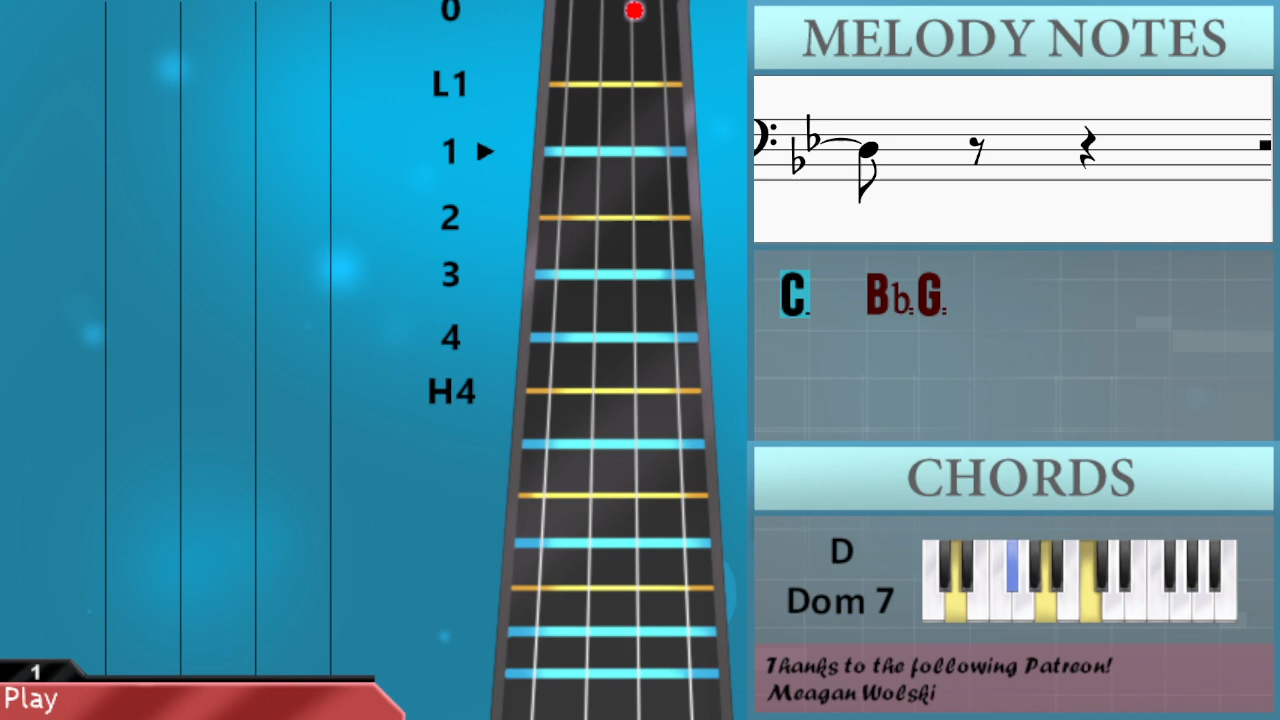 0
L1
1
2
3
4
H4
MELODY NOTES
C. Bb: G:
CHORDS
D
Dom 7
Thanks to the following Patreon!
Meagan Wolski
1
Play